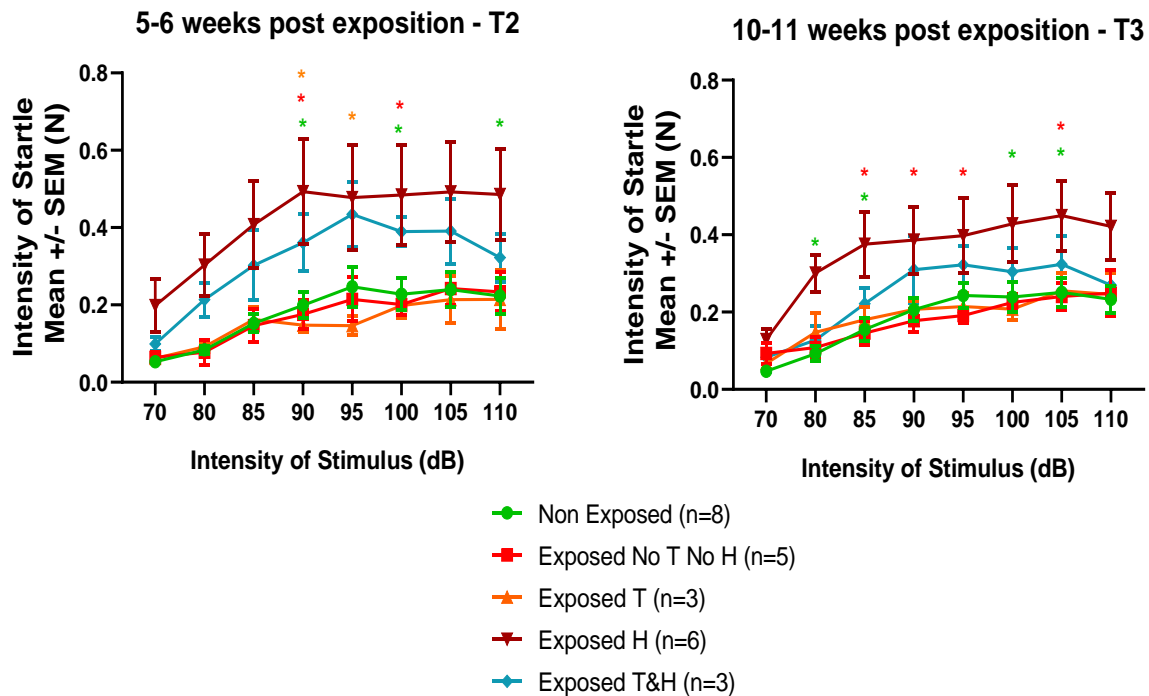 5-6 weeks post exposition - T2
Intensity of Startle
Mean +/- SEM (N)
0.8
0.6
0.4
0.2
0.0
* * * * * * *
70 80 85 90 95 100 105 110
Intensity of Stimulus (dB)
10-11 weeks post exposition - T3
Intensity of Startle
Mean +/- SEM (N)
0.8
0.6
0.4
0.2
0.0
* * * * * * * *
70 80 85 90 95 100 105 110
Intensity of Stimulus (dB)
Non Exposed (n=8)
Exposed No T No H (n=5)
Exposed T (n=3)
Exposed H (n=6)
Exposed T&H (n=3)